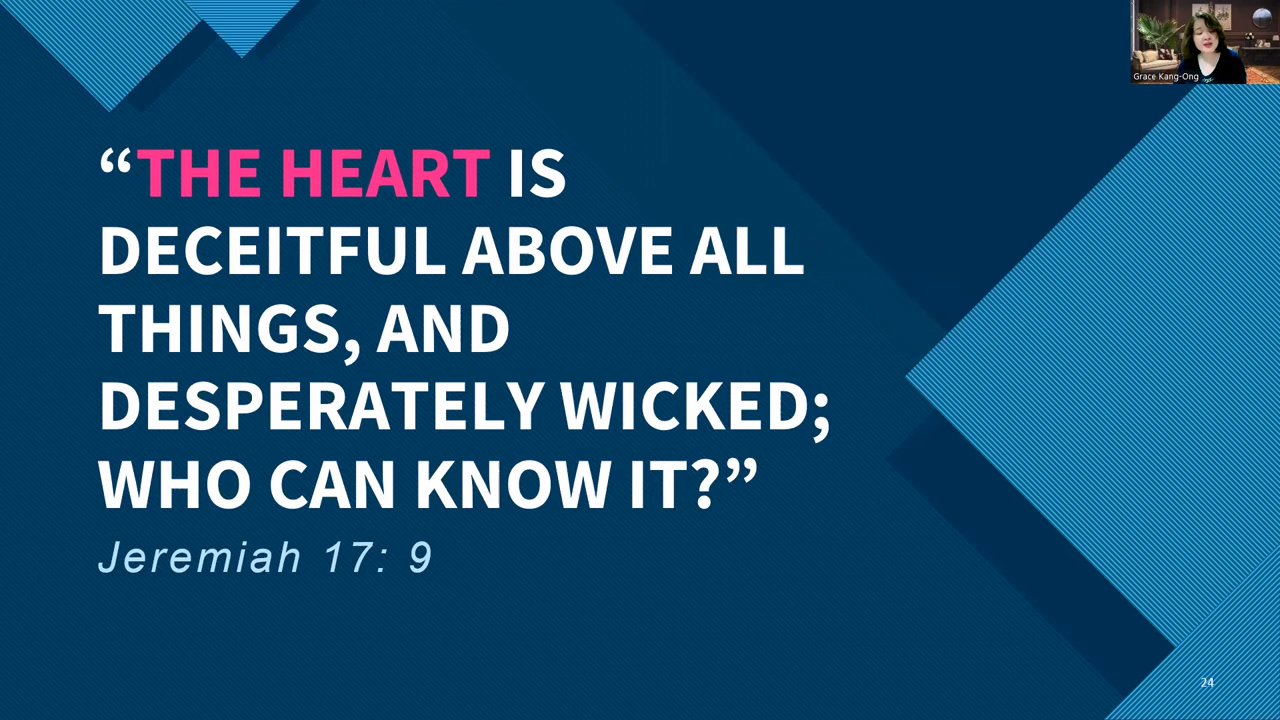 Grace Kang-Ong
“THE HEART IS
DECEITFUL ABOVE ALL
THINGS, AND
DESPERATELY WICKED;
WHO CAN KNOW IT?”
Jeremiah 17: 9
24